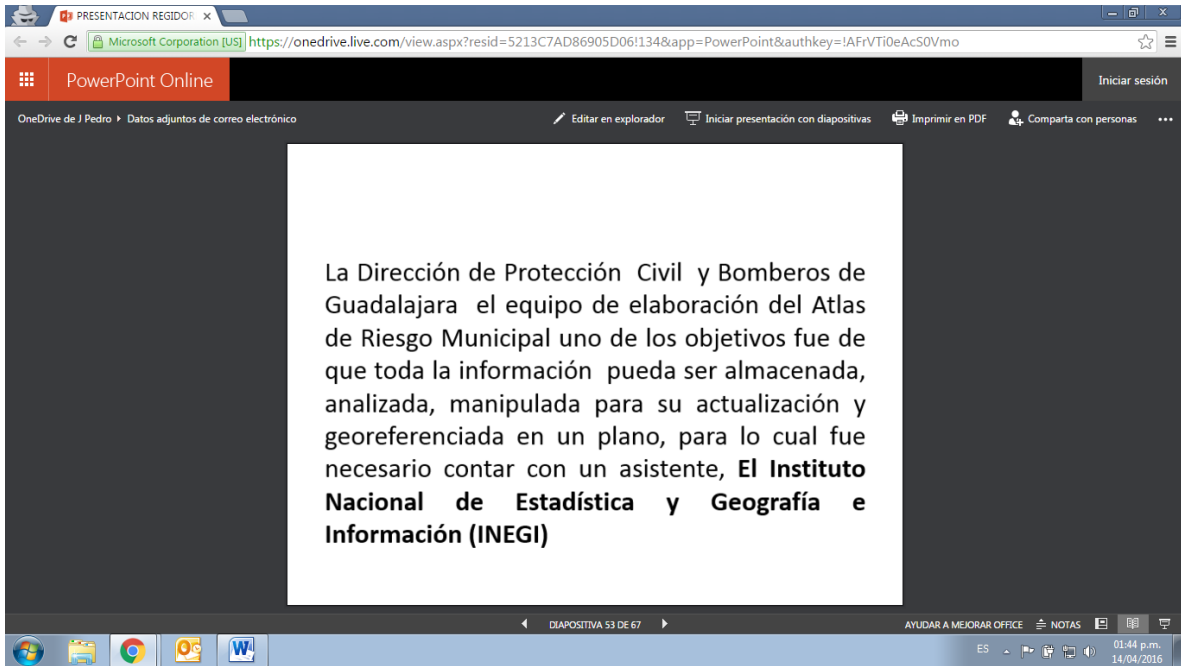 PRESENTACION REGIDOR
Microsoft Corporation [US] https://onedrive.live.com/view.aspx?resid=5213C7AD86905D06!134&app=PowerPoint&authkey=!AFrVTi0eAcS0Vmo
PowerPoint Online
Iniciar sesión
OneDrive de J Pedro Datos adjuntos de correo electrónico
Editar en explorador Iniciar presentación con diapositivas Imprimir en PDF Comparta con personas
La Dirección de Protección Civil y Bomberos de
Guadalajara el equipo de elaboración del Atlas
de Riesgo Municipal uno de los objetivos fue de
que toda la información pueda ser almacenada,
analizada, manipulada para su actualización y
georeferenciada en un plano, para lo cual fue
necesario contar con un asistente, El Instituto
Nacional de Estadística y Geografía e
Información (INEGI)
DIAPOSITIVA 53 DE 67
AYUDAR A MEJORAR OFFICE NOTAS
ES
01:44 p.m.
14/04/2016